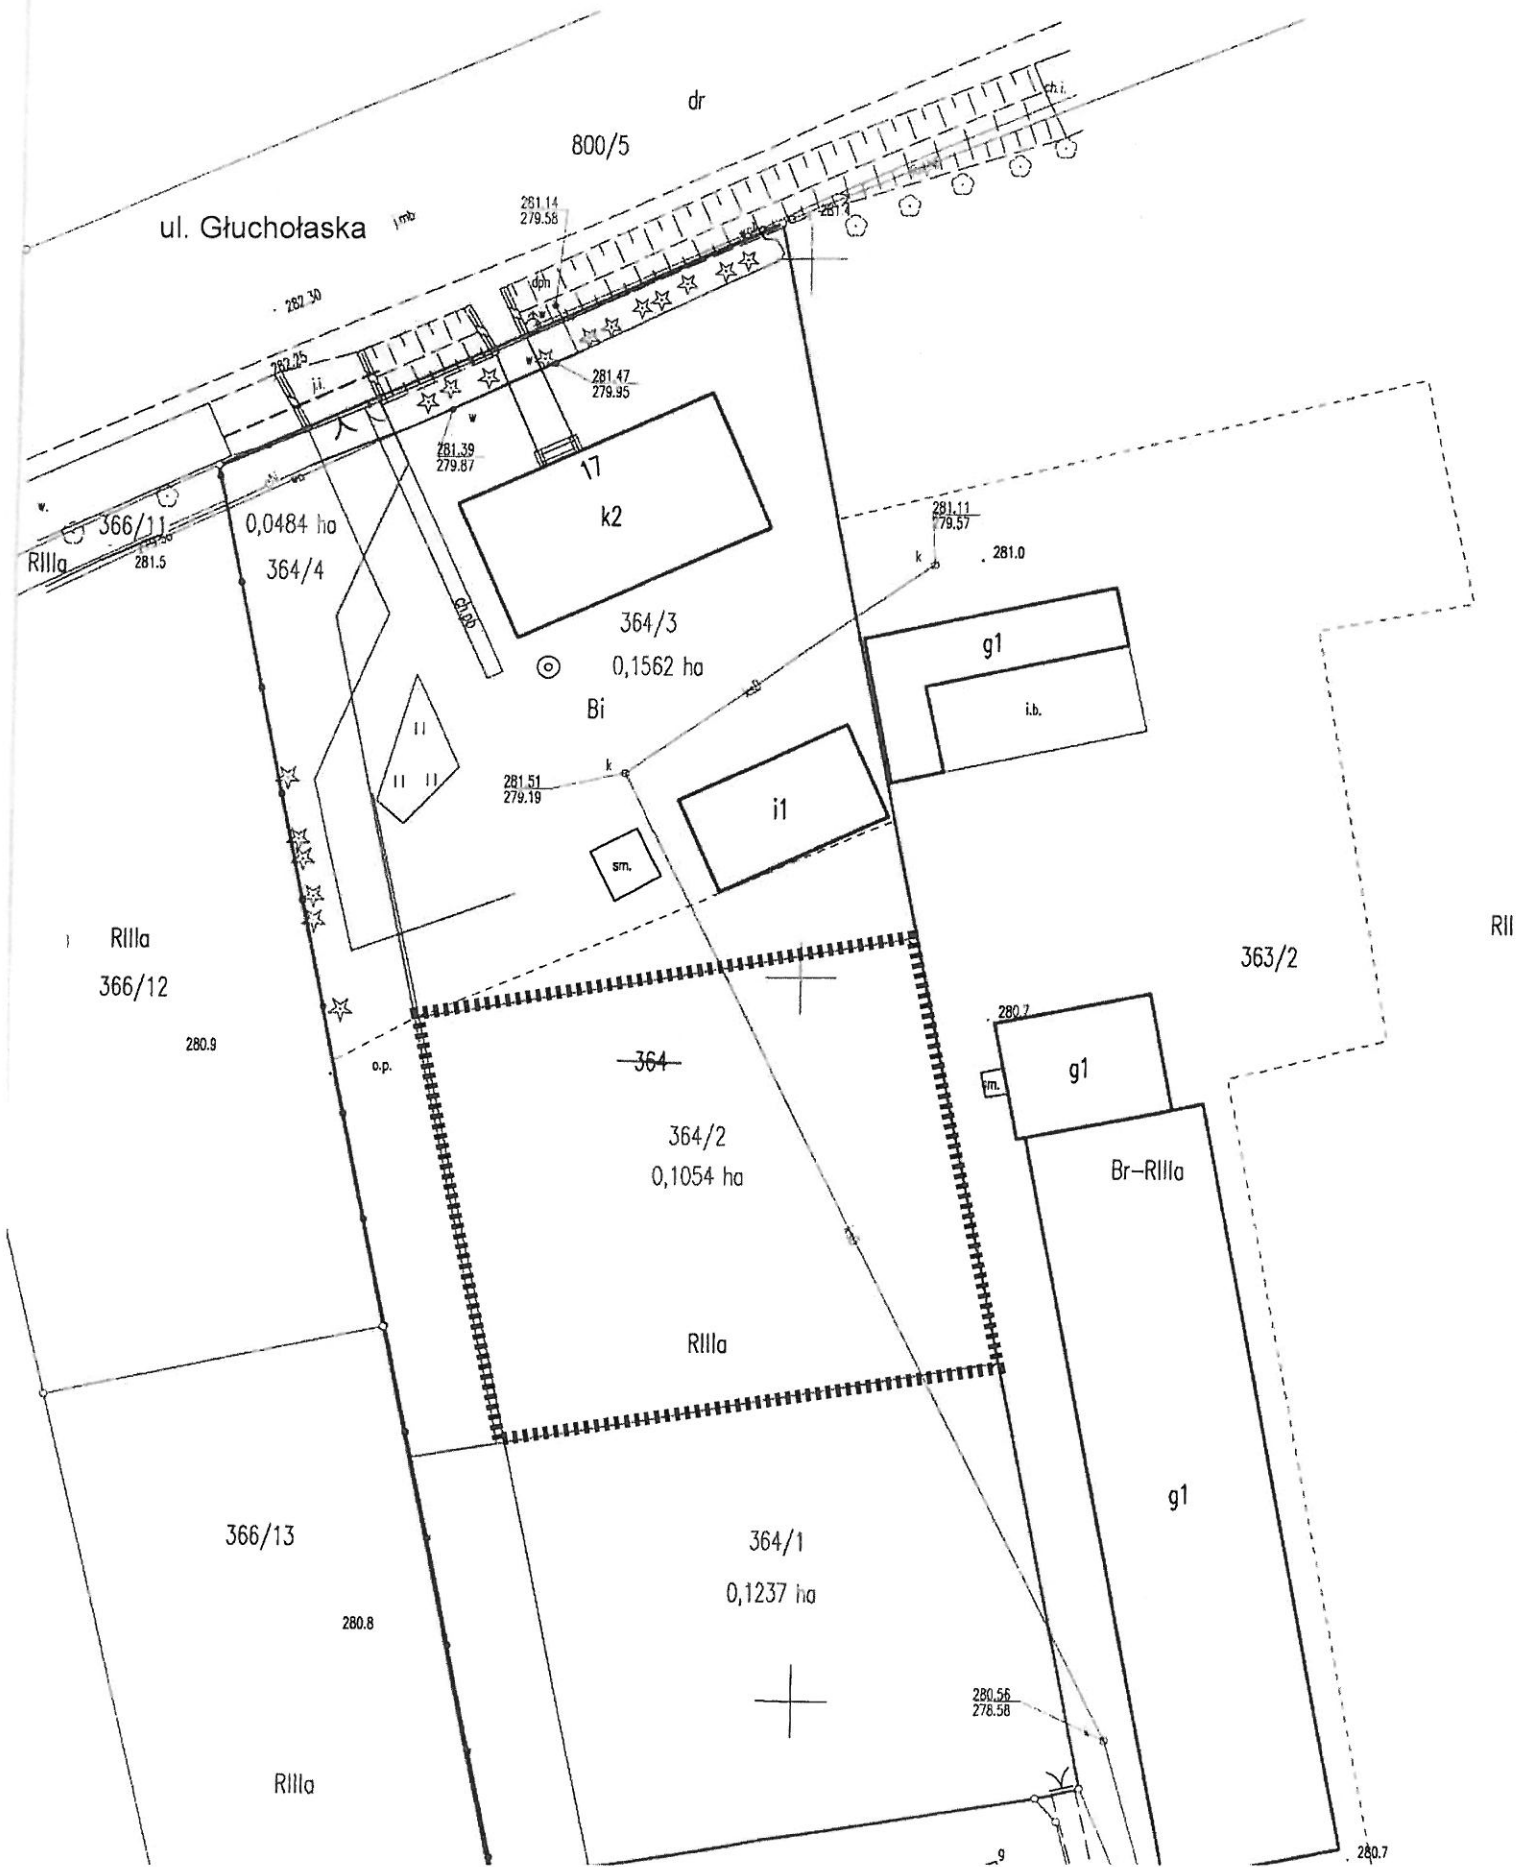 dr
800/5
ch.i.
ul. Głuchołaska
j.mb
281.14
279.58
282.30
dph
282.25
j.i.
w
281.47
279.95
w
281.39
279.87
17
k2
w.
366/11
0,0484 ha
281.5
RIIIa
364/4
281.11
279.57
k
281.0
ch.pb
364/3
0,1562 ha
g1
Bi
i.b.
k
281.51
279.19
i1
sm.
RIIIa
366/12
363/2
RII
280.9
280.7
o.p.
364
sm.
g1
364/2
0,1054 ha
Br-RIIIa
RIIIa
g1
366/13
364/1
0,1237 ha
280.8
280.56
278.58
RIIIa
g
280.7